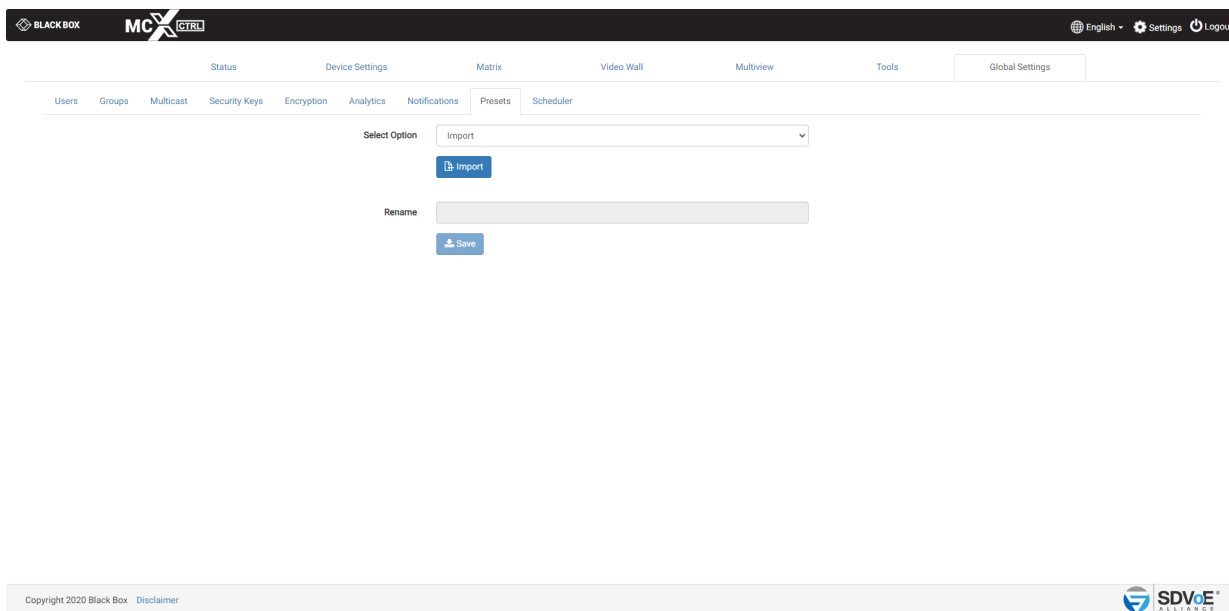 BLACK BOX MCX CTRL English Settings Logou
Status Device Settings Matrix Video Wall Multiview Tools Global Settings
Users Groups Multicast Security Keys Encryption Analytics Notifications Presets Scheduler
Select Option Import
Import
Rename
Save
Copyright 2020 Black Box Disclaimer SDVoE
ALLIANCE